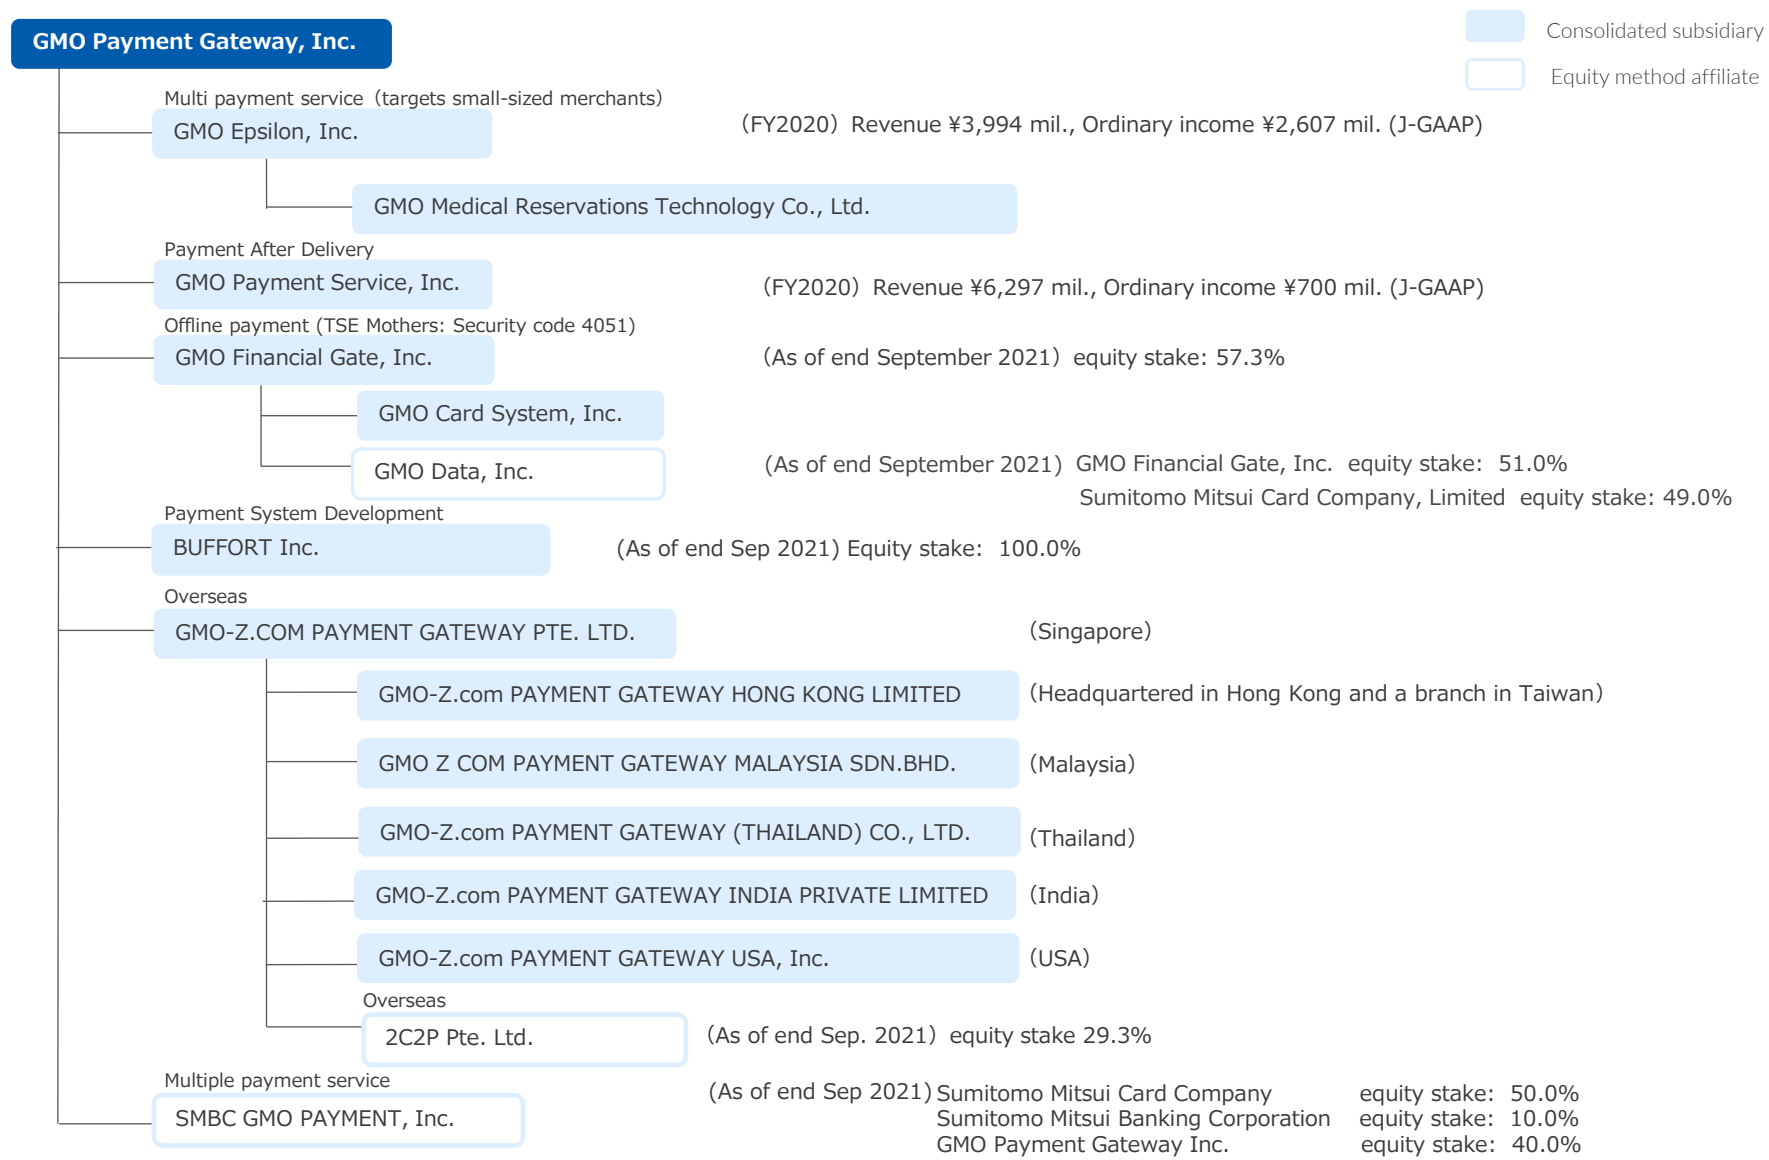 GMO Payment Gateway, Inc.
Consolidated subsidiary
Equity method affiliate
Multi payment service（targets small-sized merchants）
GMO Epsilon, Inc.
（FY2020）Revenue ¥3,994 mil., Ordinary income ¥2,607 mil. (J-GAAP)
GMO Medical Reservations Technology Co., Ltd.
Payment After Delivery
GMO Payment Service, Inc.
（FY2020）Revenue ¥6,297 mil., Ordinary income ¥700 mil. (J-GAAP)
Offline payment (TSE Mothers: Security code 4051)
GMO Financial Gate, Inc.
（As of end September 2021）equity stake: 57.3%
GMO Card System, Inc.
GMO Data, Inc.
(As of end September 2021) GMO Financial Gate, Inc. equity stake: 51.0%
Sumitomo Mitsui Card Company, Limited equity stake: 49.0%
Payment System Development
BUFFORT Inc.
(As of end Sep 2021) Equity stake: 100.0%
Overseas
GMO-Z.COM PAYMENT GATEWAY PTE. LTD.
（Singapore）
GMO-Z.com PAYMENT GATEWAY HONG KONG LIMITED
（Headquartered in Hong Kong and a branch in Taiwan）
GMO Z COM PAYMENT GATEWAY MALAYSIA SDN.BHD.
（Malaysia）
GMO-Z.com PAYMENT GATEWAY (THAILAND) CO., LTD.
（Thailand）
GMO-Z.com PAYMENT GATEWAY INDIA PRIVATE LIMITED
（India）
GMO-Z.com PAYMENT GATEWAY USA, Inc.
（USA）
Overseas
2C2P Pte. Ltd.
（As of end Sep. 2021）equity stake 29.3%
Multiple payment service
SMBC GMO PAYMENT, Inc.
(As of end Sep 2021) Sumitomo Mitsui Card Company equity stake: 50.0%
Sumitomo Mitsui Banking Corporation equity stake: 10.0%
GMO Payment Gateway Inc. equity stake: 40.0%